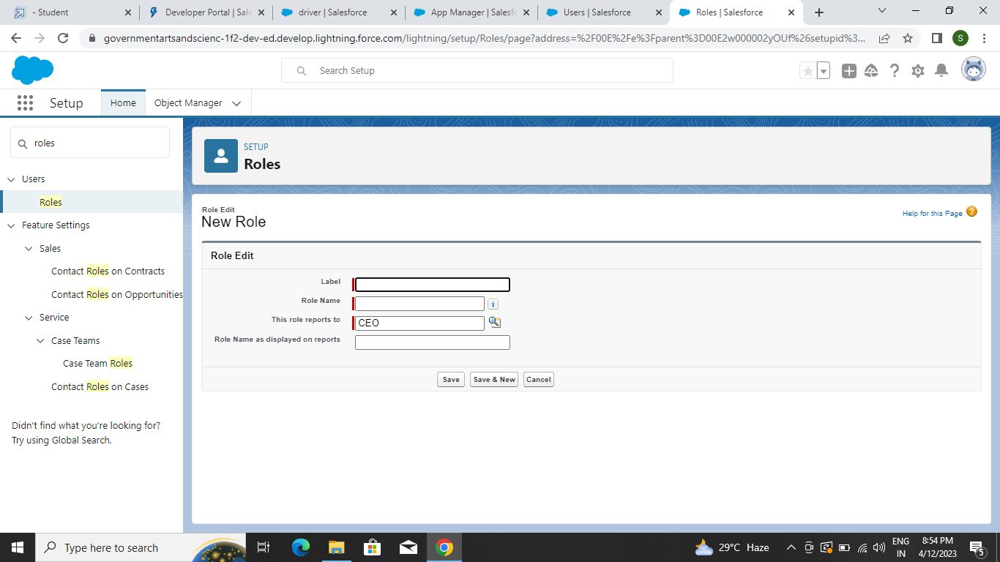 - Student
Developer Portal | Sale
driver | Salesforce
App Manager | Salesfo
Users | Salesforce
Roles | Salesforce
governmentartsandscienc-1f2-dev-ed.develop.lightning.force.com/lightning/setup/Roles/page?address=%2F00E%2Fe%3Fparent%3D00E2w000002yOUf%26setupid%3...
S
Search Setup
Setup
Home
Object Manager
roles
Users
Roles
Feature Settings
Sales
Contact Roles on Contracts
Contact Roles on Opportunities
Service
Case Teams
Case Team Roles
Contact Roles on Cases
Didn't find what you're looking for?
Try using Global Search.
SETUP
Roles
Role Edit
New Role
Help for this Page ?
Role Edit
Label
Role Name
i
This role reports to
CEO
Role Name as displayed on reports
Save
Save & New
Cancel
Type here to search
29°C Haze
ENG
IN
8:54 PM
4/12/2023
5